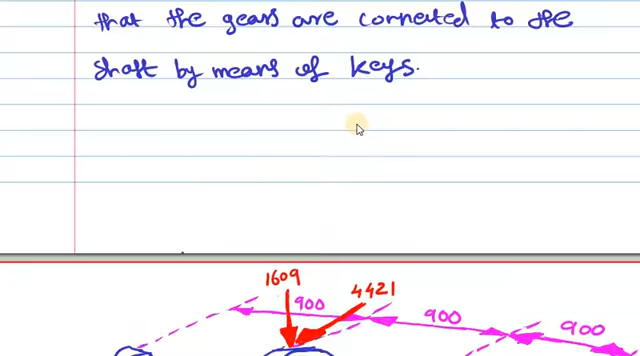 that the gears are connected to the
shaft by means of keys.
1609
900
4421
900
900